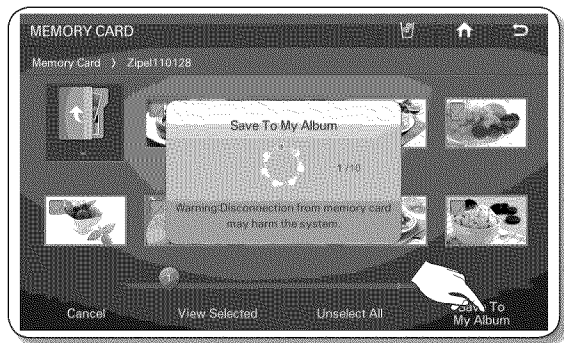 MEMORY CARD
Memory Card > Zipel110128
Save To My Album
1 /10
Warning:Disconnection from memory card
may harm the system.
Cancel
View Selected
Unselect All
Save To
My Album